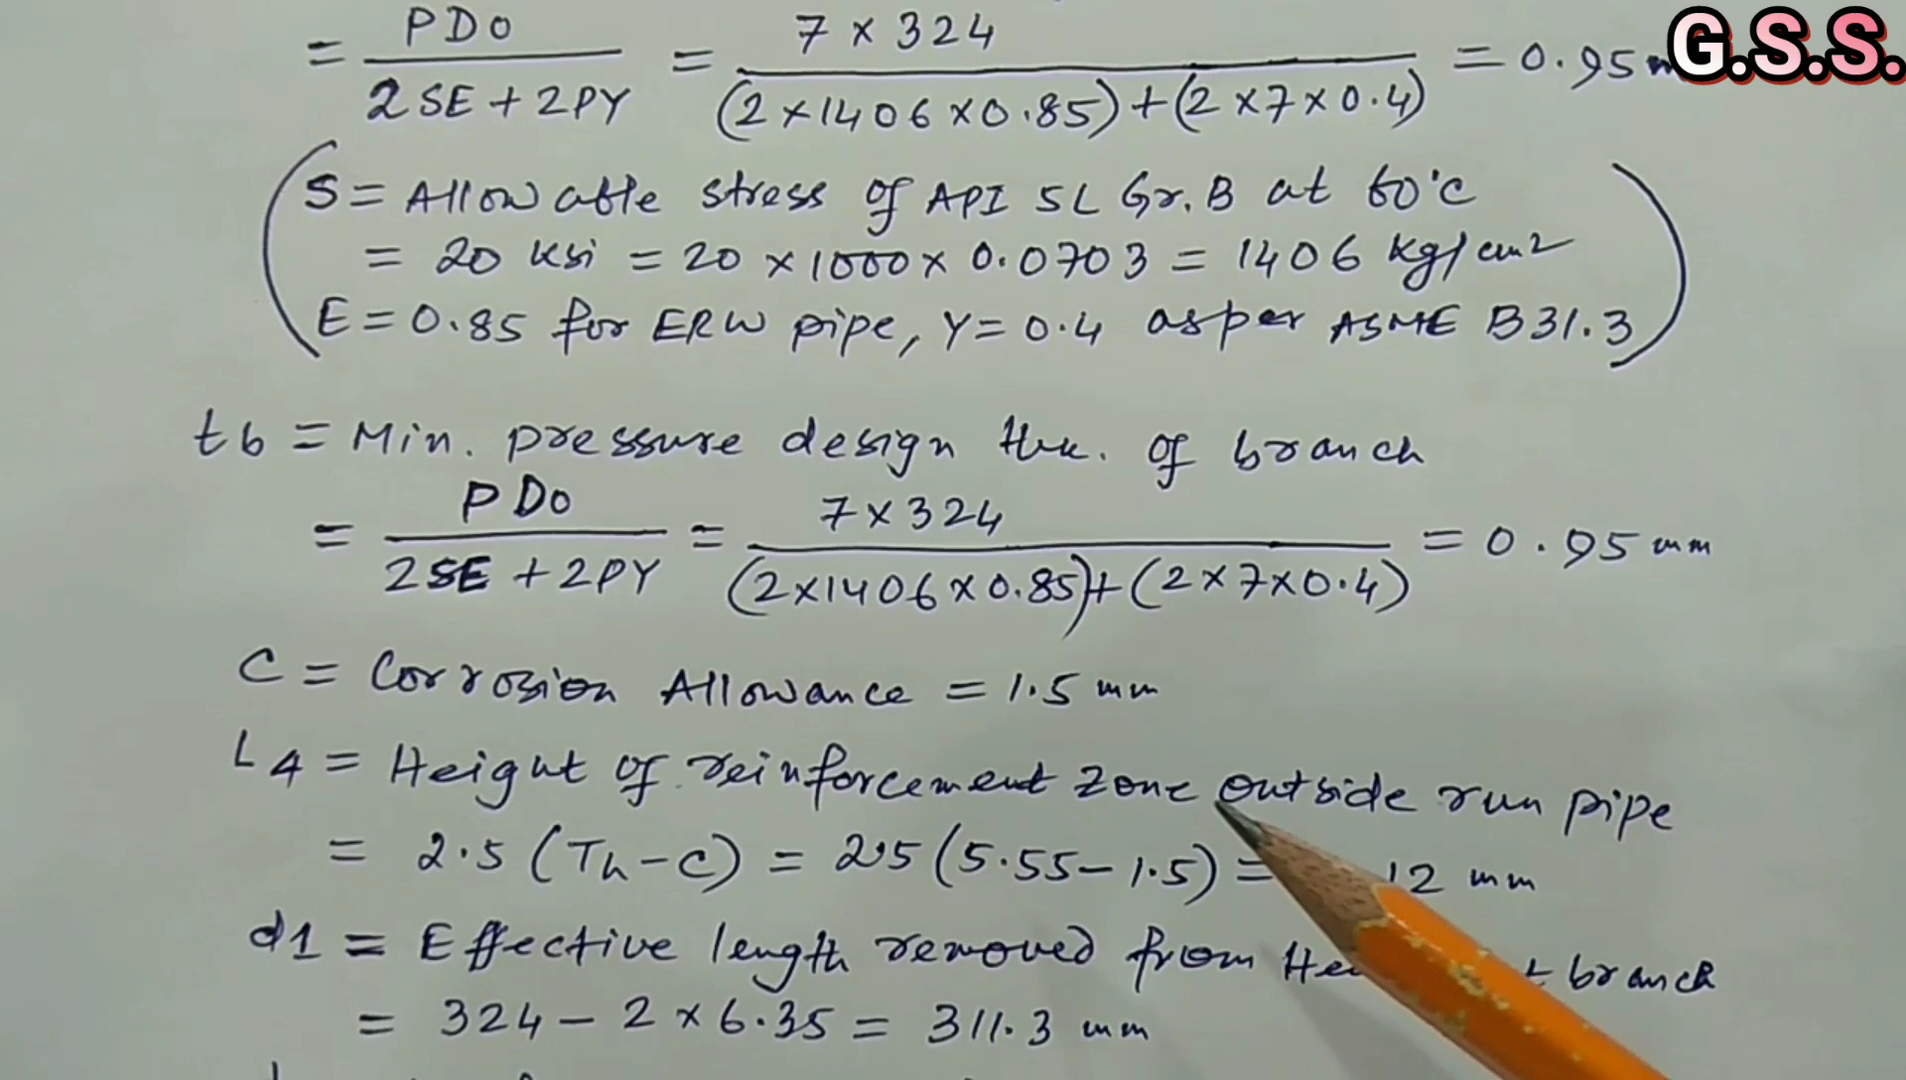 = PDo / 2SE + 2PY = 7 x 324 / (2 x 1406 x 0.85) + (2 x 7 x 0.4) = 0.95 m
G.S.S.
S = Allowable stress of API 5L Gr. B at 60°C
= 20 ksi = 20 x 1000 x 0.0703 = 1406 kg/cm2
E = 0.85 for ERW pipe, Y = 0.4 as per ASME B31.3
tb = Min. pressure design thk. of branch
= PDo / 2SE + 2PY = 7 x 324 / (2 x 1406 x 0.85) + (2 x 7 x 0.4) = 0.95 mm
C = Corrosion Allowance = 1.5 mm
L4 = Height of reinforcement zone outside run pipe
= 2.5 (Th - C) = 2.5 (5.55 - 1.5) = 12 mm
d1 = Effective length removed from branch
= 324 - 2 x 6.35 = 311.3 mm